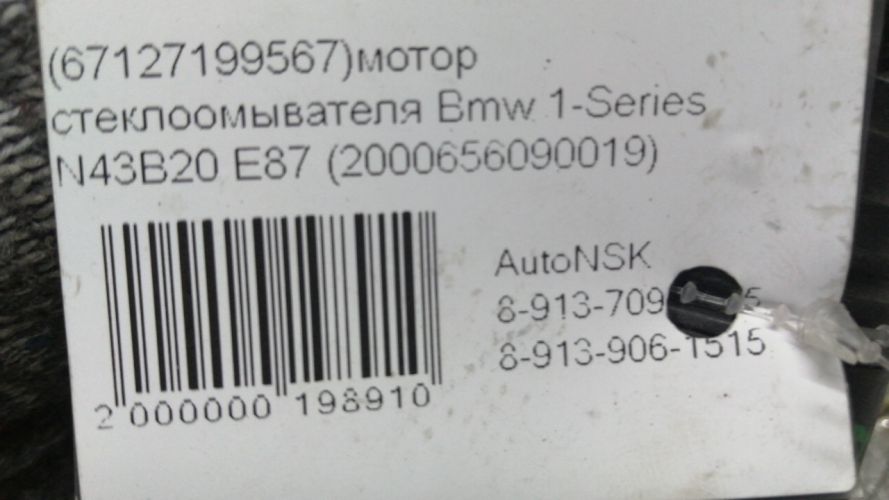 (67127199567)мотор
стеклоомывателя Bmw 1-Series
N43B20 E87 (2000656090019)
AutoNSK
8-913-906-1515
2 000000 198910